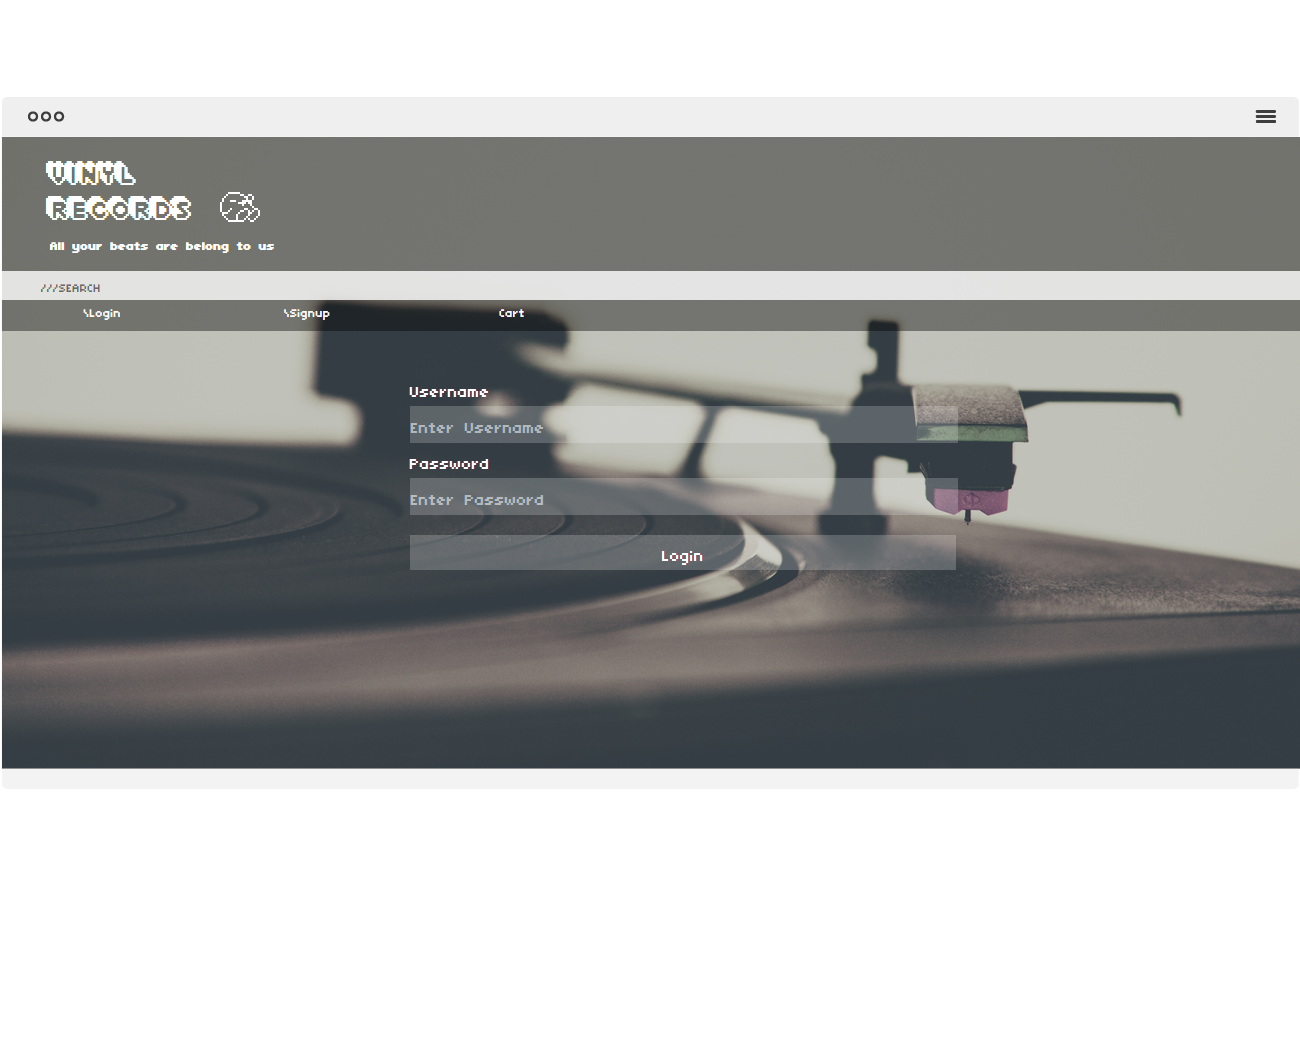 VINYL
RECORDS
All your beats are belong to us
///SEARCH
\Login \Signup Cart
Username
Enter Username
Password
Enter Password
Login